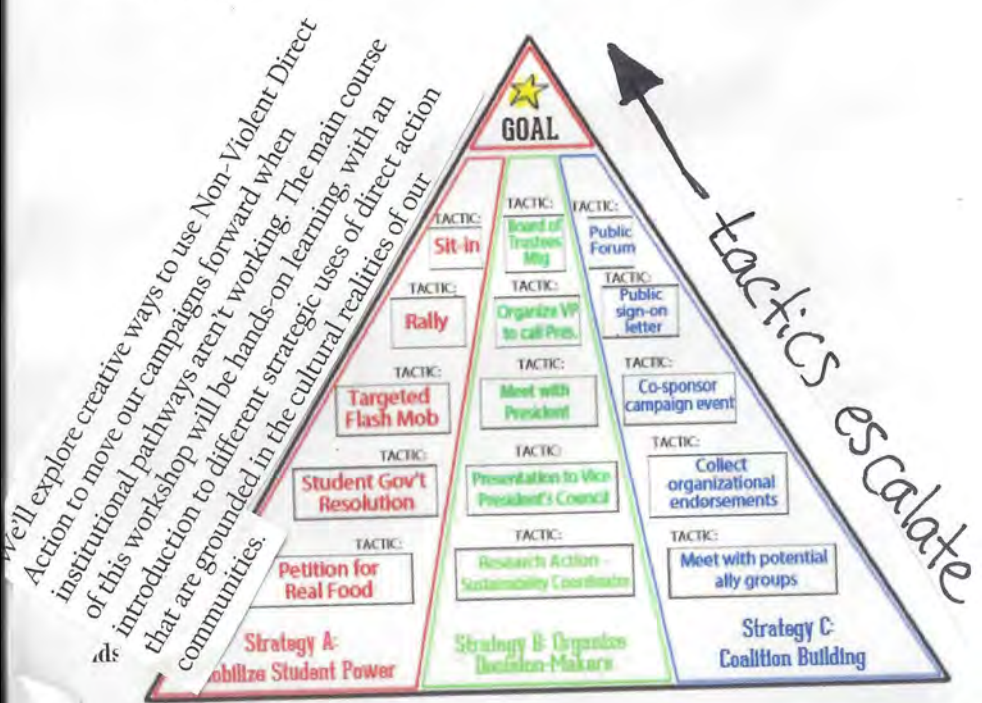 We'll explore creative ways to use Non-Violent Direct
Action to move our campaigns forward when
institutional pathways aren't working. The main course
of this workshop will be hands-on learning, with an
introduction to different strategic uses of direct action
that are grounded in the cultural realities of our
communities.
ds
GOAL
TACTIC:
Sit-in
TACTIC:
Rally
TACTIC:
Targeted
Flash Mob
TACTIC:
Student Gov't
Resolution
TACTIC:
Petition for
Real Food
Strategy A:
obilize Student Power
TACTIC:
Board of
Trustees
Mtg
TACTIC:
Organize VP
to call Pres.
TACTIC:
Meet with
President
TACTIC:
Presentation to Vice
President's Council
TACTIC:
Research Action -
Sustainability Coordinator
Strategy B: Organize
Decision-Makers
TACTIC:
Public
Forum
TACTIC:
Public
sign-on
letter
TACTIC:
Co-sponsor
campaign event
TACTIC:
Collect
organizational
endorsements
TACTIC:
Meet with potential
ally groups
Strategy C:
Coalition Building
tactics escalate